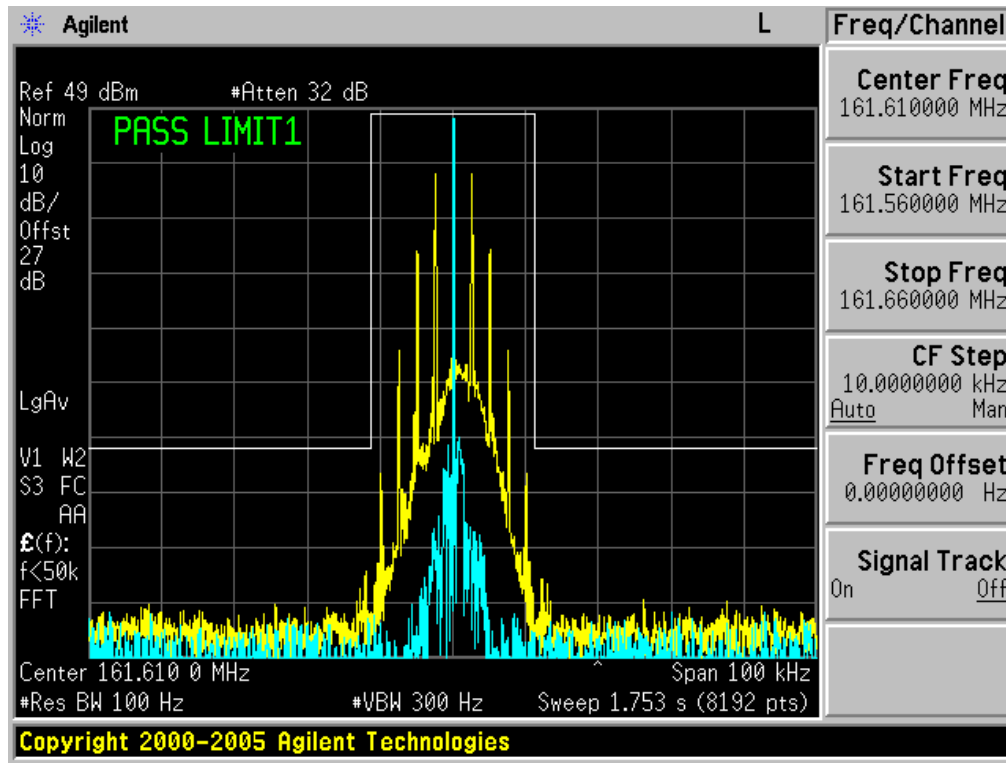 Agilent L
Freq/Channel
Ref 49 dBm #Atten 32 dB
Norm
Log
10
dB/
Offst
27
dB
LgAv
V1 W2
S3 FC
AA
£(f):
f<50k
FFT
PASS LIMIT1
Center 161.610 0 MHz Span 100 kHz
#Res BW 100 Hz #VBW 300 Hz Sweep 1.753 s (8192 pts)
Center Freq
161.610000 MHz
Start Freq
161.560000 MHz
Stop Freq
161.660000 MHz
CF Step
10.0000000 kHz
Auto Man
Freq Offset
0.00000000 Hz
Signal Track
On Off
Copyright 2000-2005 Agilent Technologies